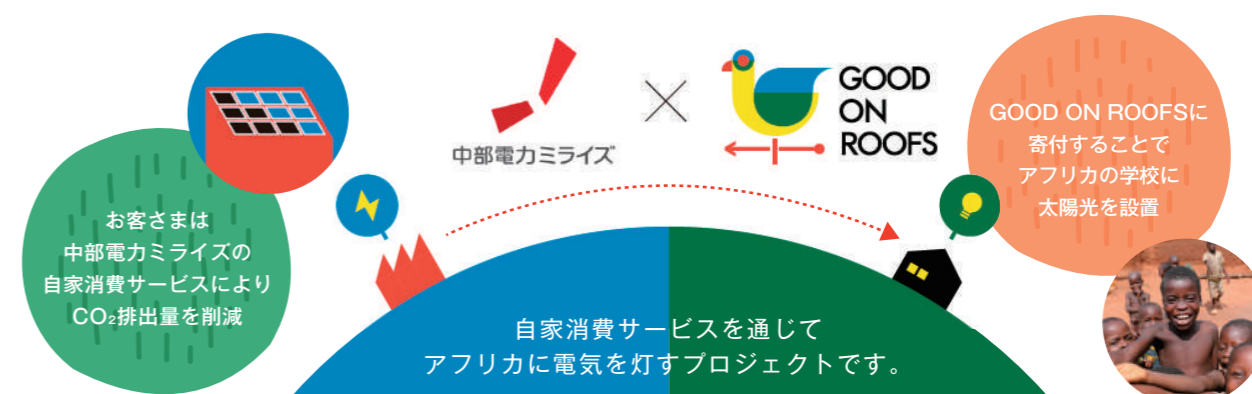 中部電力ミライズ
GOOD
ON
ROOFS
お客さまは
中部電力ミライズの
自家消費サービスにより
CO₂排出量を削減
GOOD ON ROOFSに
寄付することで
アフリカの学校に
太陽光を設置
自家消費サービスを通じて
アフリカに電気を灯すプロジェクトです。